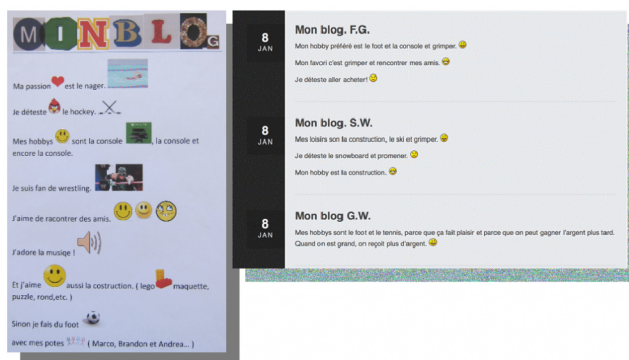 MINBLOG
Ma passion est le nager.
Je déteste le hockey.
Mes hobbys sont la console , la console et
encore la console.
Je suis fan de wrestling.
J'aime de racontrer des amis.
J'adore la musiqe !
Et j'aime aussi la costruction. ( lego maquette,
puzzle, rond,etc. )
Sinon je fais du foot
avec mes potes ( Marco, Brandon et Andrea... )
8
JAN
Mon blog. F.G.
Mon hobby préféré est le foot et la console et grimper.
Mon favori c'est grimper et rencontrer mes amis.
Je déteste aller acheter!
8
JAN
Mon blog. S.W.
Mes loisirs son la construction, le ski et grimper.
Je déteste le snowboard et promener.
Mon hobby est la construction.
8
JAN
Mon blog G.W.
Mes hobbys sont le foot et le tennis, parce que ça fait plaisir et parce que on peut gagner l'argent plus tard.
Quand on est grand, on reçoit plus d'argent.